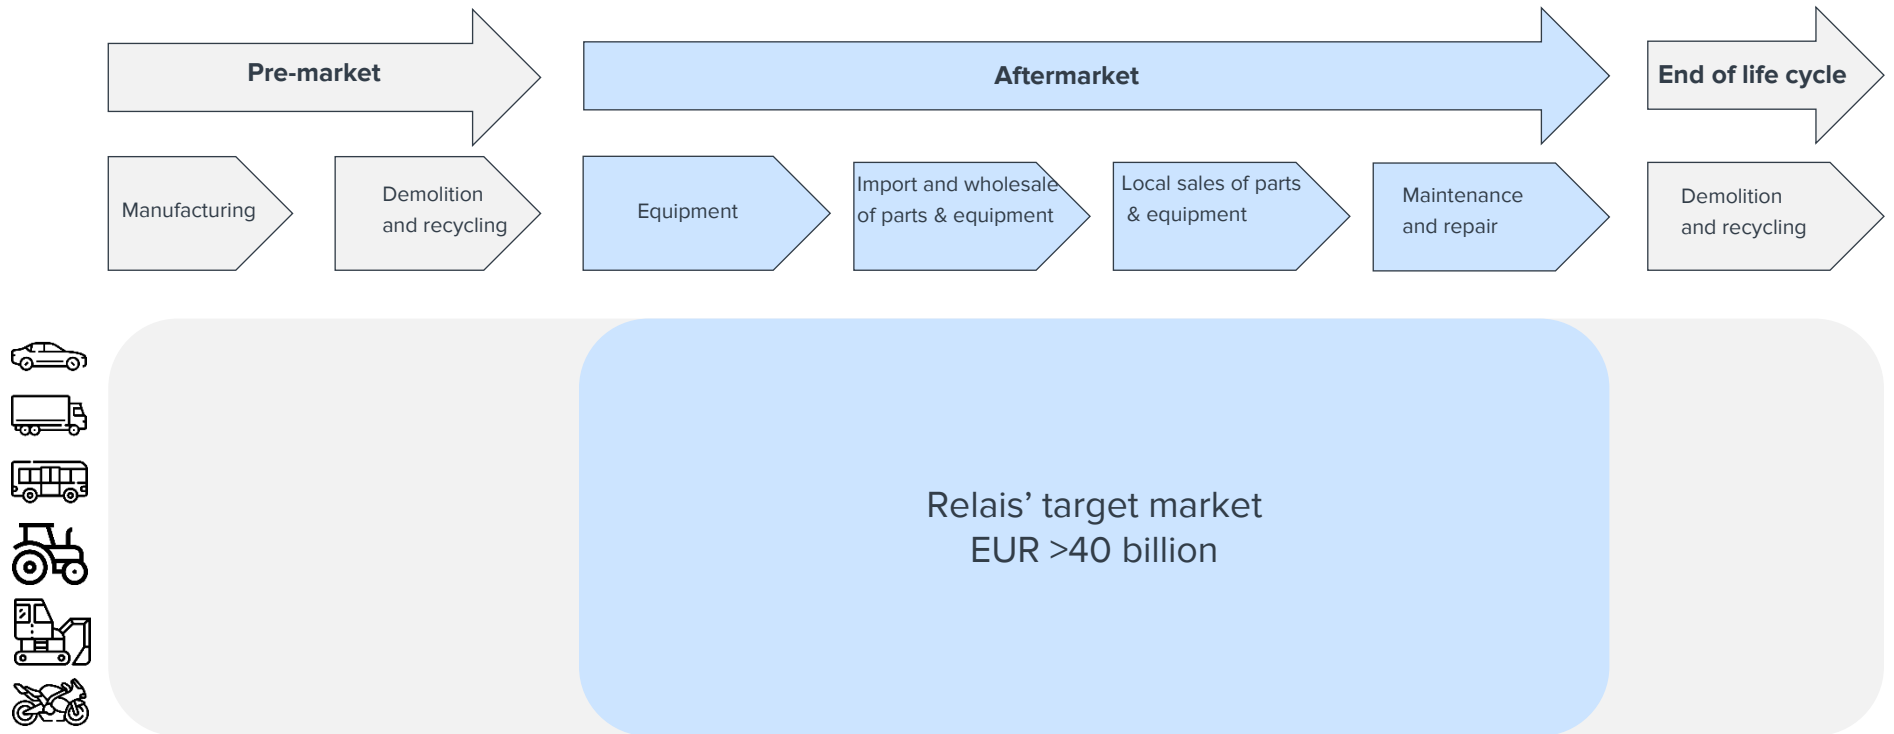 Pre-market
Aftermarket
End of life cycle
Manufacturing
Demolition
and recycling
Equipment
Import and wholesale
of parts & equipment
Local sales of parts
& equipment
Maintenance
and repair
Demolition
and recycling
Relais’ target market
EUR >40 billion